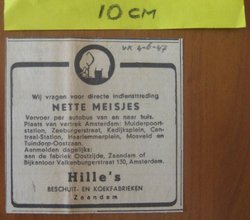 10 CM
VK 4-6-47
Wij vragen voor directe indiensttreding
NETTE MEISJES
Vervoer per autobus van en naar huis.
Plaats van vertrek Amsterdam: Muiderpoort-
station, Zeeburgerstraat, Kadijksplein, Cen-
traal-Station, Haarlemmerplein, Mosveld en
Tuindorp-Oostzaan.
Aanmelden dagelijks:
aan de fabriek Oostzijde, Zaandam of
Bijkantoor Valkenburgerstraat 130, Amsterdam.
Hille's
BESCHUIT- EN KOEKFABRIEKEN
Zaandam